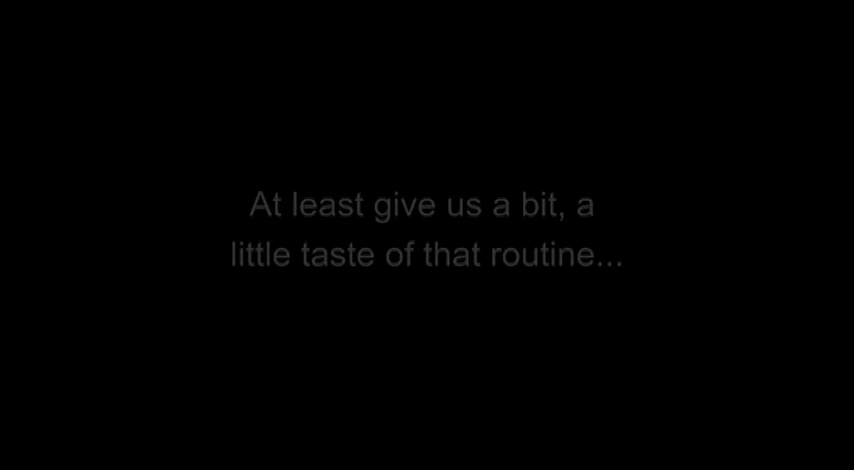 At least give us a bit, a
little taste of that routine...